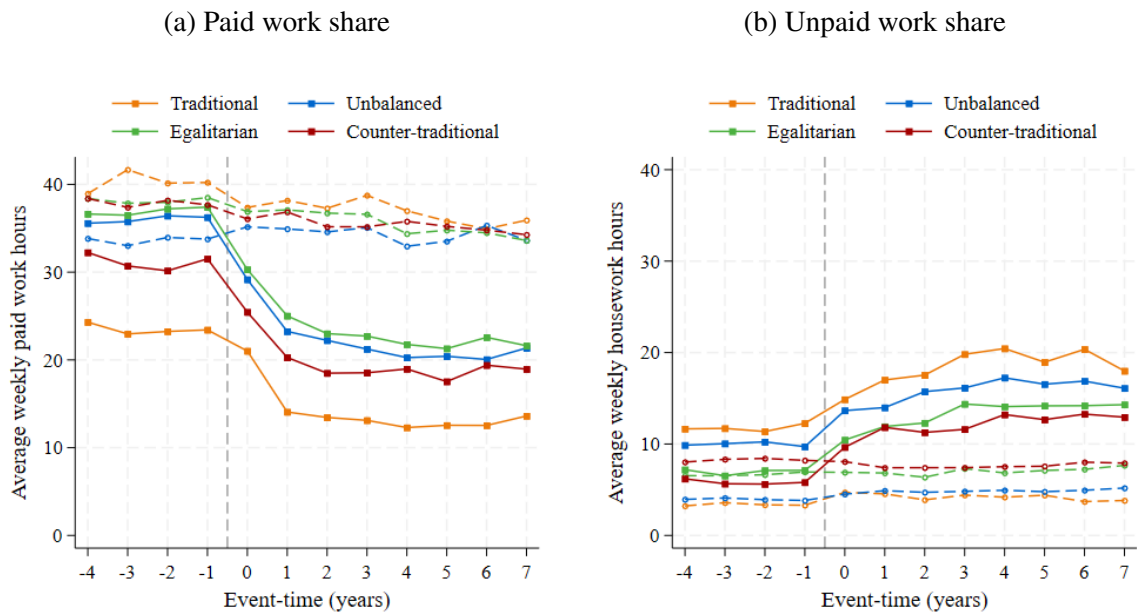 (a) Paid work share
Traditional Unbalanced
Egalitarian Counter-traditional
Average weekly paid work hours
40
30
20
10
0
-4 -3 -2 -1 0 1 2 3 4 5 6 7
Event-time (years)
(b) Unpaid work share
Traditional Unbalanced
Egalitarian Counter-traditional
Average weekly housework hours
40
30
20
10
0
-4 -3 -2 -1 0 1 2 3 4 5 6 7
Event-time (years)